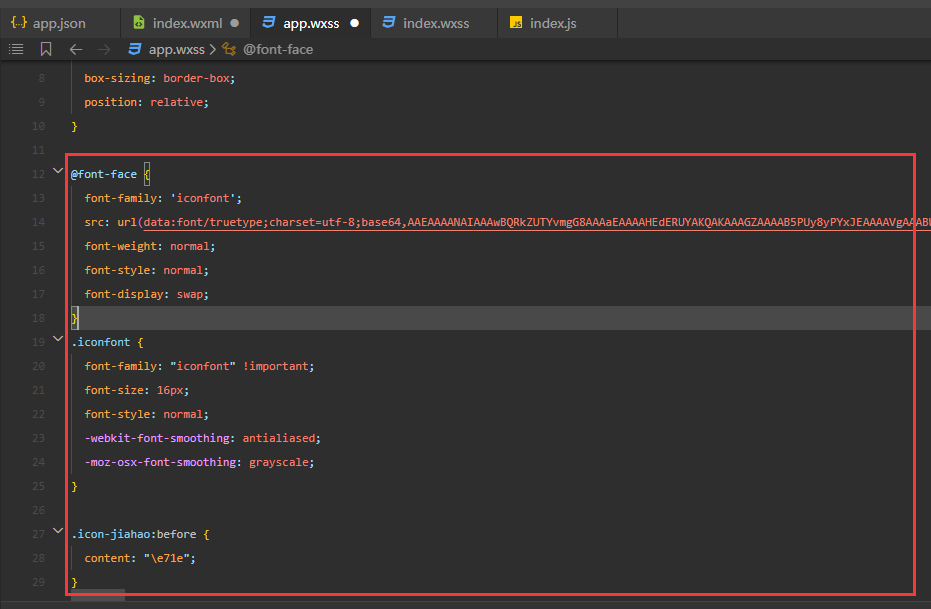 app.json
index.wxml
app.wxss
index.wxss
JS index.js
app.wxss > @font-face
8 box-sizing: border-box;
9 position: relative;
10 }
11
12 @font-face {
13 font-family: 'iconfont';
14 src: url(data:font/truetype;charset=utf-8;base64,AAEAAAANAIAAAwBQRkZUTYvmgG8AAAaEAAAAHEdERUYAKQAKAAAGZAAAAB5PUy8yPYxJEAAAAVgAAABU
15 font-weight: normal;
16 font-style: normal;
17 font-display: swap;
18 }
19 .iconfont {
20 font-family: "iconfont" !important;
21 font-size: 16px;
22 font-style: normal;
23 -webkit-font-smoothing: antialiased;
24 -moz-osx-font-smoothing: grayscale;
25 }
26
27 .icon-jiahao:before {
28 content: "\e71e";
29 }